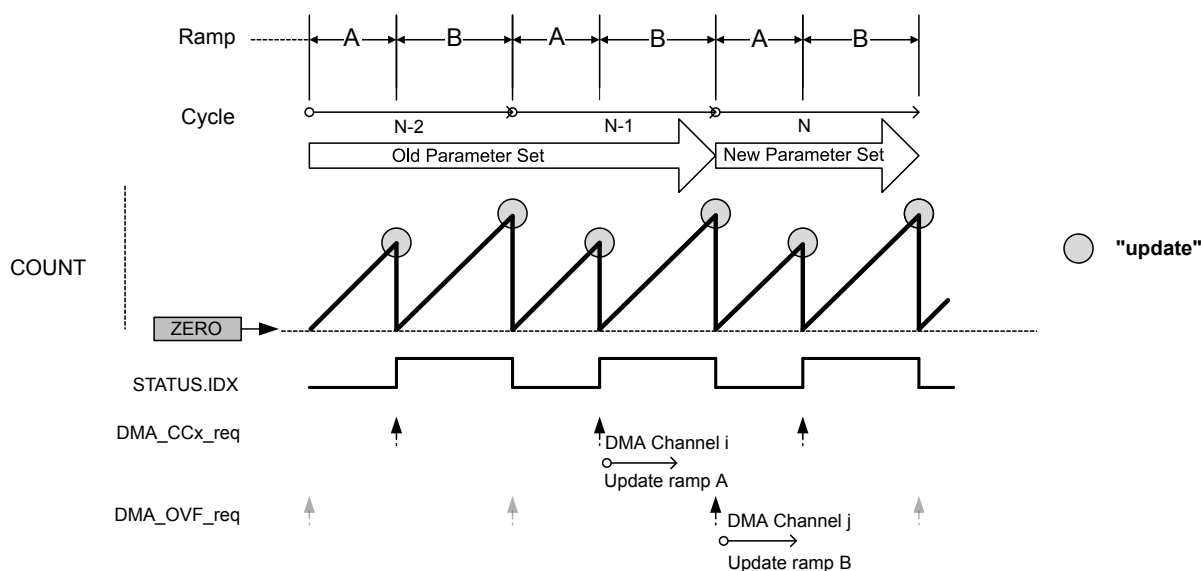 Ramp
A
B
A
B
A
B
Cycle
N-2
N-1
N
Old Parameter Set
New Parameter Set
COUNT
"update"
ZERO
STATUS.IDX
DMA_CCx_req
DMA Channel i
Update ramp A
DMA_OVF_req
DMA Channel j
Update ramp B